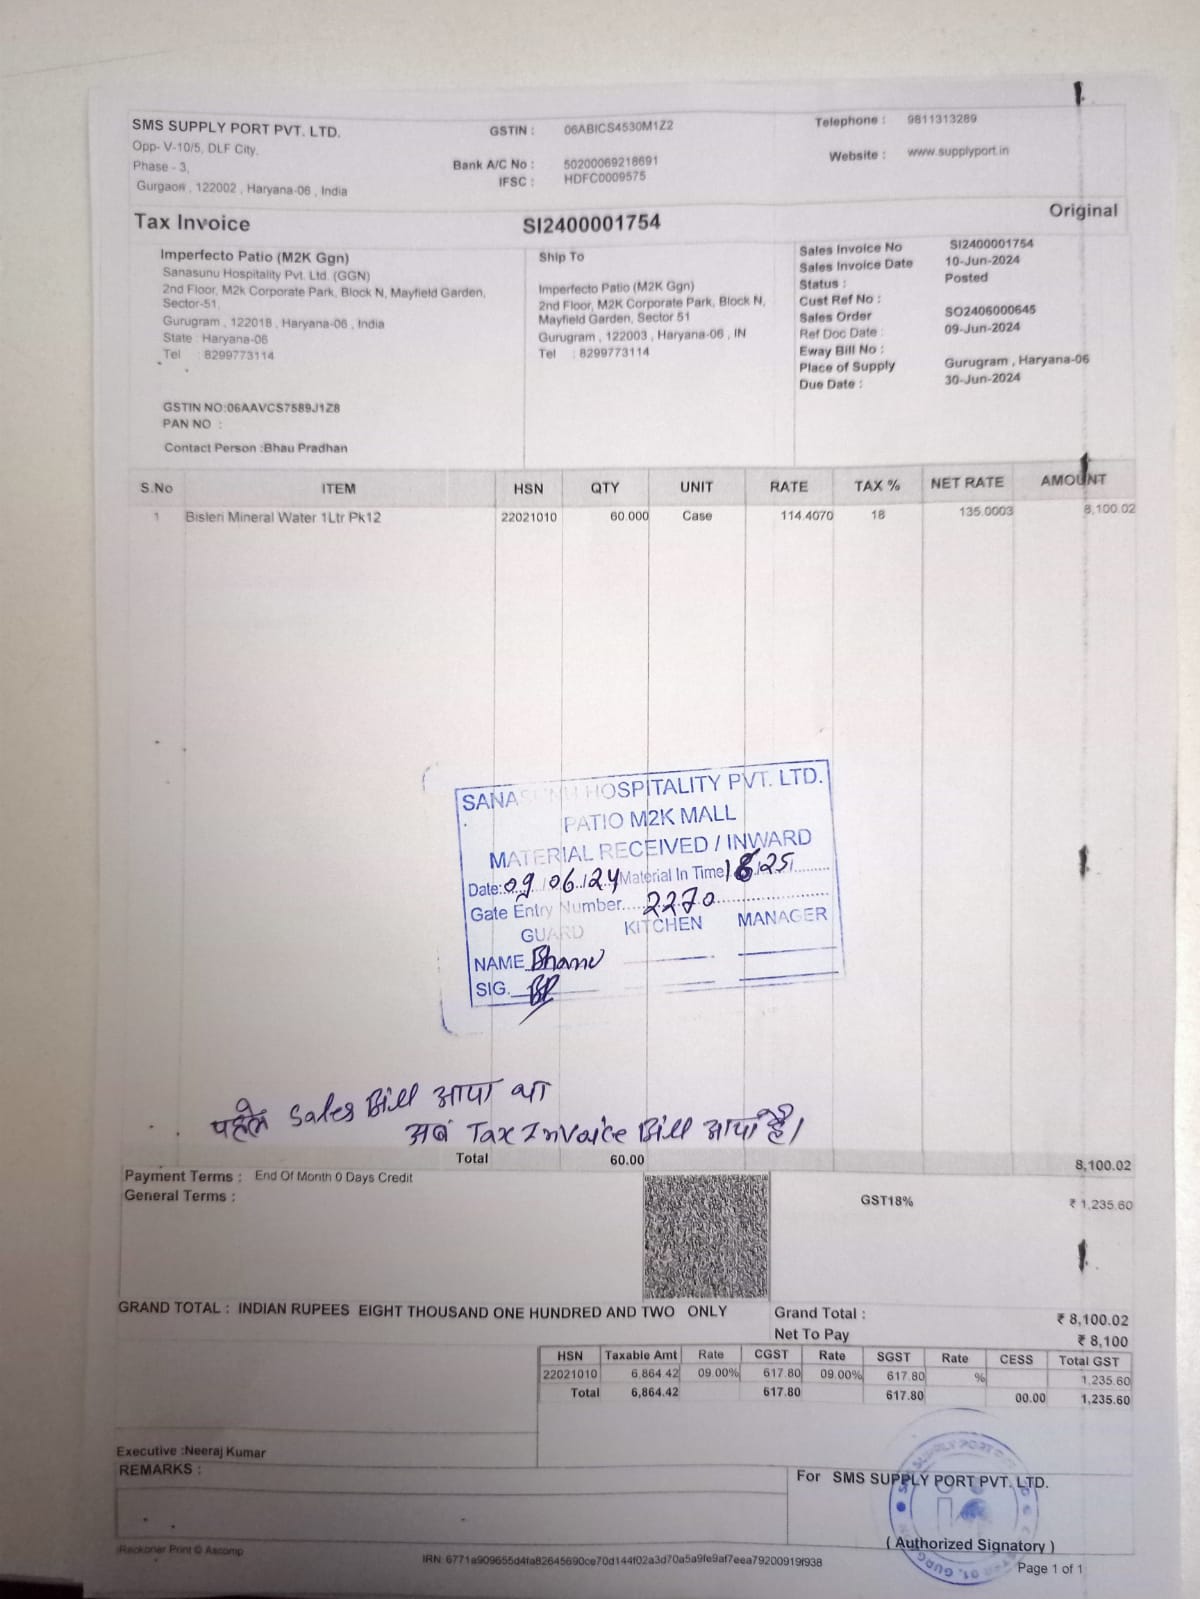 SMS SUPPLY PORT PVT. LTD.
Opp- V-10/5, DLF City,
Phase - 3,
Gurgaon , 122002 , Haryana-06 , India
GSTIN : 06ABICS4530M1Z2
Bank A/C No : 50200069218691
IFSC : HDFC0009575
Telephone : 9811313289
Website : www.supplyport.in
Tax Invoice
SI2400001754
Original
Imperfecto Patio (M2K Ggn)
Sanasunu Hospitality Pvt. Ltd. (GGN)
2nd Floor, M2k Corporate Park, Block N, Mayfield Garden,
Sector-51,
Gurugram , 122018 , Haryana-06 , India
State : Haryana-06
Tel : 8299773114
GSTIN NO:06AAVCS7589J1Z8
PAN NO :
Contact Person :Bhau Pradhan
Ship To
Imperfecto Patio (M2K Ggn)
2nd Floor, M2K Corporate Park, Block N,
Mayfield Garden, Sector 51
Gurugram , 122003 , Haryana-06 , IN
Tel : 8299773114
Sales Invoice No SI2400001754
Sales Invoice Date 10-Jun-2024
Status : Posted
Cust Ref No :
Sales Order SO2406000645
Ref Doc Date : 09-Jun-2024
Eway Bill No :
Place of Supply Gurugram , Haryana-06
Due Date : 30-Jun-2024
S.No ITEM HSN QTY UNIT RATE TAX % NET RATE AMOUNT
1 Bisleri Mineral Water 1Ltr Pk12 22021010 60.000 Case 114.4070 18 135.0003 8,100.02
SANASUNU HOSPITALITY PVT. LTD.
PATIO M2K MALL
MATERIAL RECEIVED / INWARD
Date: 09/06/24 Material In Time 18:25
Gate Entry Number 2270
GUARD KITCHEN MANAGER
NAME Bhanu
SIG.
पहले Sales Bill आया था
अब Tax Invoice Bill आया है।
Total 60.00 8,100.02
Payment Terms : End Of Month 0 Days Credit
General Terms :
GST18% ₹ 1,235.60
GRAND TOTAL : INDIAN RUPEES EIGHT THOUSAND ONE HUNDRED AND TWO ONLY
Grand Total : ₹ 8,100.02
Net To Pay ₹ 8,100
HSN Taxable Amt Rate CGST Rate SGST Rate CESS Total GST
22021010 6,864.42 09.00% 617.80 09.00% 617.80 % 1,235.60
Total 6,864.42 617.80 617.80 00.00 1,235.60
Executive :Neeraj Kumar
REMARKS :
For SMS SUPPLY PORT PVT. LTD.
( Authorized Signatory )
Reckoner Print © Ascomp
IRN: 6771a909655d4fa82645690ce70d144f02a3d70a5a9fe9af7eea79200919f938
Page 1 of 1